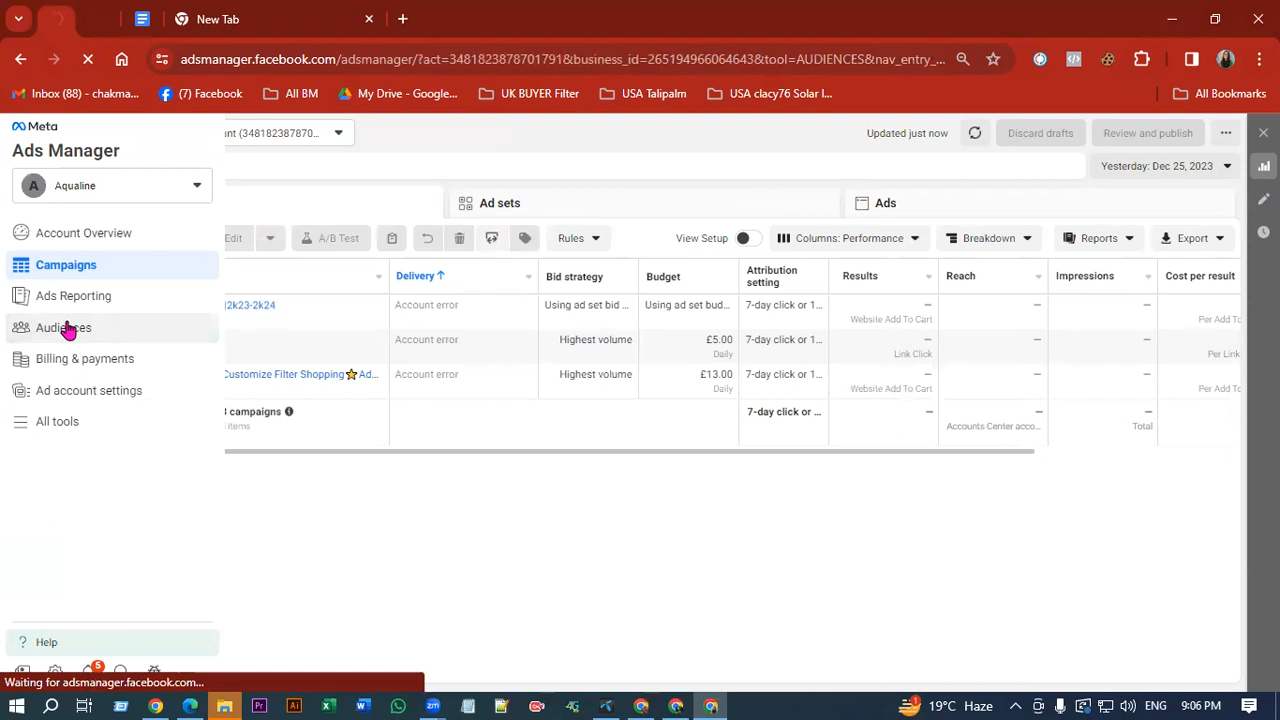 New Tab
adsmanager.facebook.com/adsmanager/?act=3481823878701791&business_id=265194966064643&tool=AUDIENCES&nav_entry_...
Inbox (88) - chakma...
(7) Facebook
All BM
My Drive - Google...
UK BUYER Filter
USA Talipalm
USA clacy76 Solar I...
All Bookmarks
Meta
Ads Manager
A Aqualine
Account Overview
Campaigns
Ads Reporting
Audiences
Billing & payments
Ad account settings
All tools
Help
5
Waiting for adsmanager.facebook.com...
unt (348182387870...
Updated just now
Discard drafts
Review and publish
Yesterday: Dec 25, 2023
Ad sets
Ads
Edit
A/B Test
Rules
View Setup
Columns: Performance
Breakdown
Reports
Export
Delivery ↑
Bid strategy
Budget
Attribution setting
Results
Reach
Impressions
Cost per result
2k23-2k24
Account error
Using ad set bid ...
Using ad set bud...
7-day click or 1...
—
—
—
—
Website Add To Cart
Per Add To
Account error
Highest volume
£5.00
7-day click or 1...
—
—
—
—
Daily
Link Click
Per Link
Customize Filter Shopping⭐Ad...
Account error
Highest volume
£13.00
7-day click or 1...
—
—
—
—
Daily
Website Add To Cart
Per Add To
3 campaigns
7-day click or ...
—
—
—
—
items
Accounts Center acco...
Total
1
19°C Haze
ENG
9:06 PM